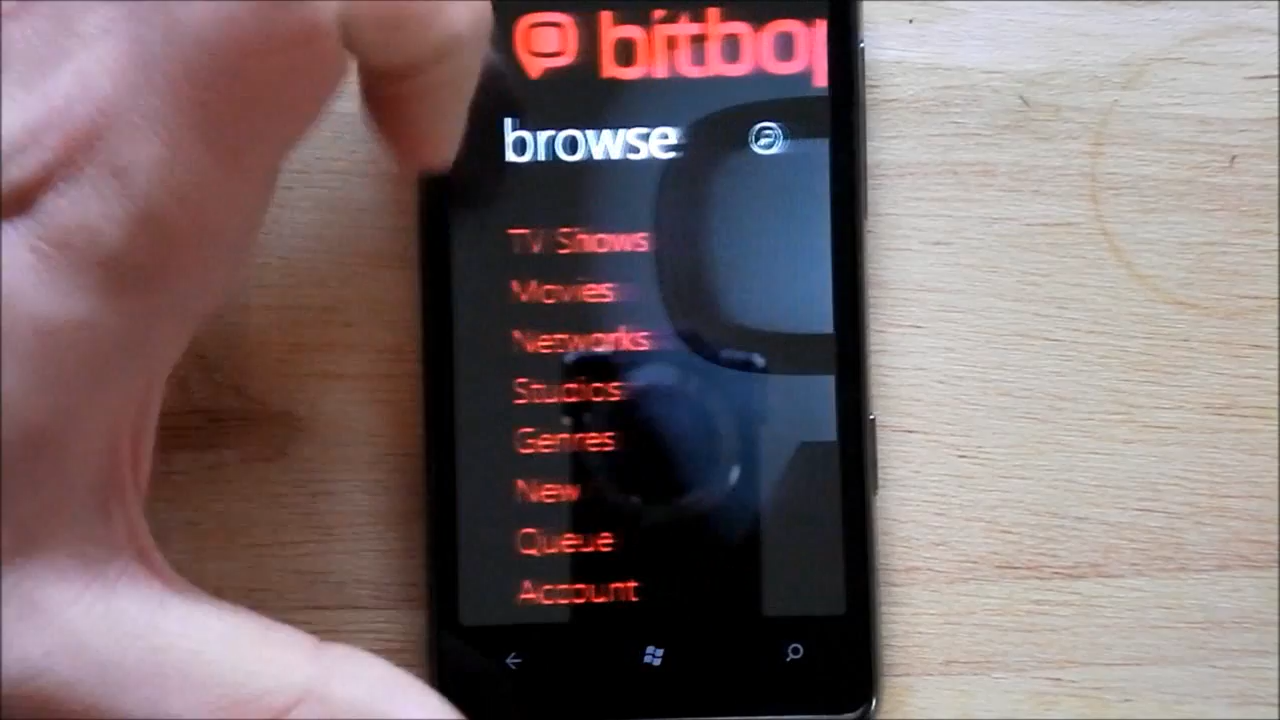 bitbop
browse
TV Shows
Movies
Networks
Studios
Genres
New
Queue
Account